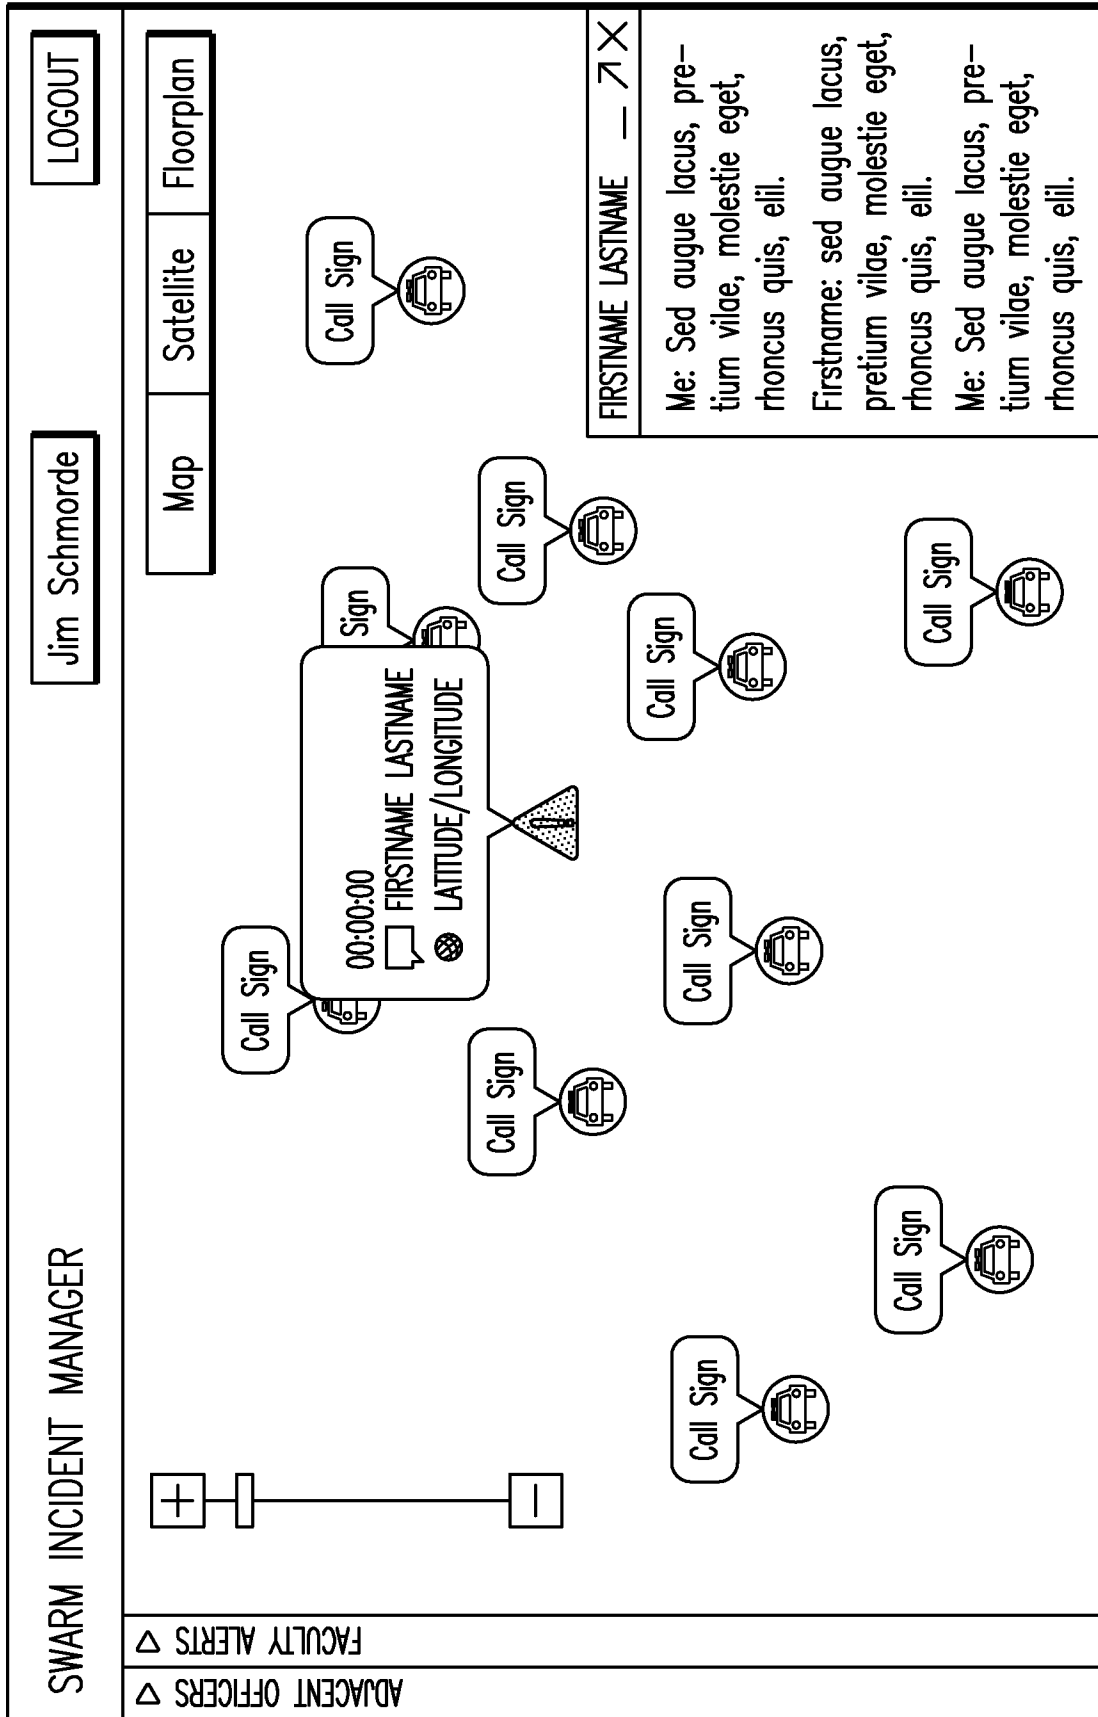 SWARM INCIDENT MANAGER
Jim Schmorde
LOGOUT
ADJACENT OFFICERS
FACULTY ALERTS
Map
Satellite
Floorplan
Call Sign
Call Sign
Sign
00:00:00
FIRSTNAME LASTNAME
LATITUDE/LONGITUDE
Call Sign
Call Sign
Call Sign
Call Sign
Call Sign
Call Sign
Call Sign
FIRSTNAME LASTNAME
Me: Sed augue lacus, pre-
tium vilae, molestie eget,
rhoncus quis, elil.
Firstname: sed augue lacus,
pretium vilae, molestie eget,
rhoncus quis, elil.
Me: Sed augue lacus, pre-
tium vilae, molestie eget,
rhoncus quis, elil.